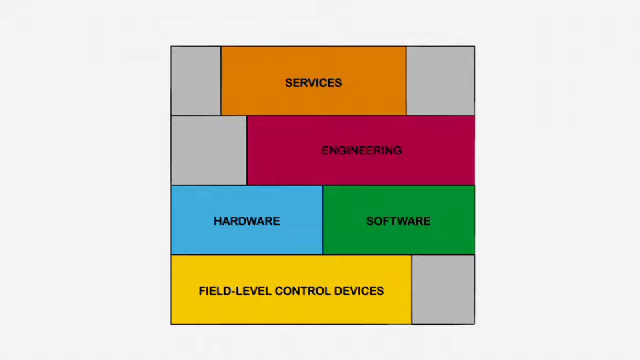 SERVICES
ENGINEERING
HARDWARE
SOFTWARE
FIELD-LEVEL CONTROL DEVICES